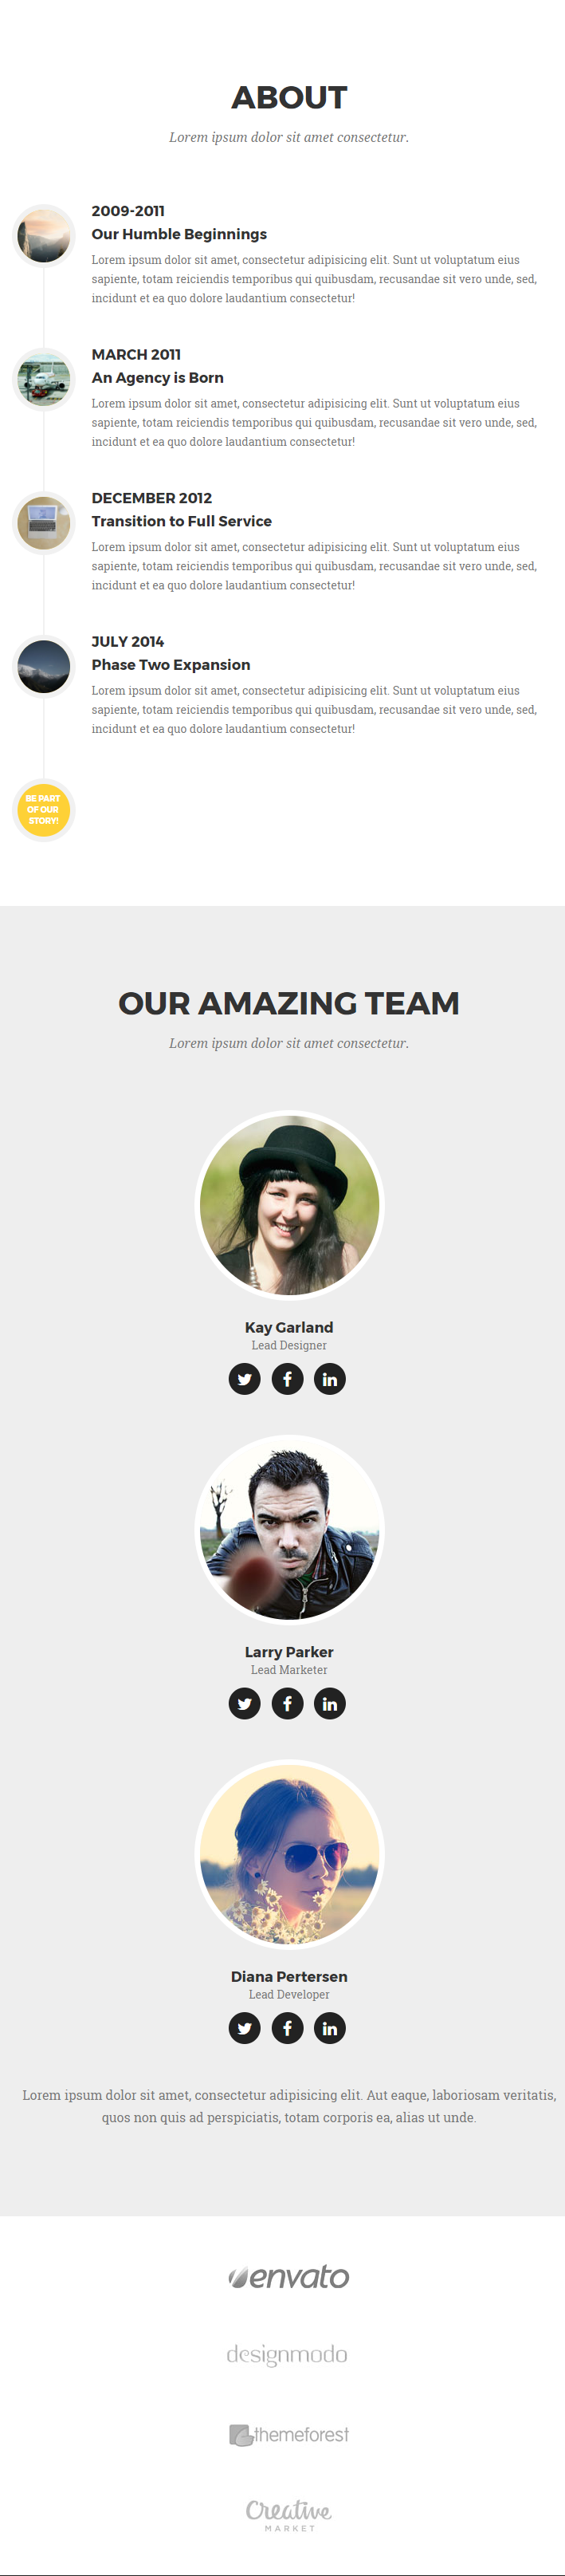 ABOUT
Lorem ipsum dolor sit amet consectetur.
2009-2011
Our Humble Beginnings
Lorem ipsum dolor sit amet, consectetur adipisicing elit. Sunt ut voluptatum eius
sapiente, totam reiciendis temporibus qui quibusdam, recusandae sit vero unde, sed,
incidunt et ea quo dolore laudantium consectetur!
MARCH 2011
An Agency is Born
Lorem ipsum dolor sit amet, consectetur adipisicing elit. Sunt ut voluptatum eius
sapiente, totam reiciendis temporibus qui quibusdam, recusandae sit vero unde, sed,
incidunt et ea quo dolore laudantium consectetur!
DECEMBER 2012
Transition to Full Service
Lorem ipsum dolor sit amet, consectetur adipisicing elit. Sunt ut voluptatum eius
sapiente, totam reiciendis temporibus qui quibusdam, recusandae sit vero unde, sed,
incidunt et ea quo dolore laudantium consectetur!
JULY 2014
Phase Two Expansion
Lorem ipsum dolor sit amet, consectetur adipisicing elit. Sunt ut voluptatum eius
sapiente, totam reiciendis temporibus qui quibusdam, recusandae sit vero unde, sed,
incidunt et ea quo dolore laudantium consectetur!
BE PART
OF OUR
STORY!
OUR AMAZING TEAM
Lorem ipsum dolor sit amet consectetur.
Kay Garland
Lead Designer
Larry Parker
Lead Marketer
Diana Pertersen
Lead Developer
Lorem ipsum dolor sit amet, consectetur adipisicing elit. Aut eaque, laboriosam veritatis,
quos non quis ad perspiciatis, totam corporis ea, alias ut unde.
envato
designmodo
themeforest
Creative
MARKET